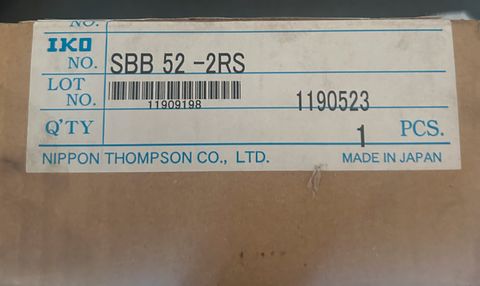 NO.
IKO
NO. SBB 52 -2RS
LOT
NO. 11909198 1190523
Q'TY 1 PCS.
NIPPON THOMPSON CO., LTD. MADE IN JAPAN